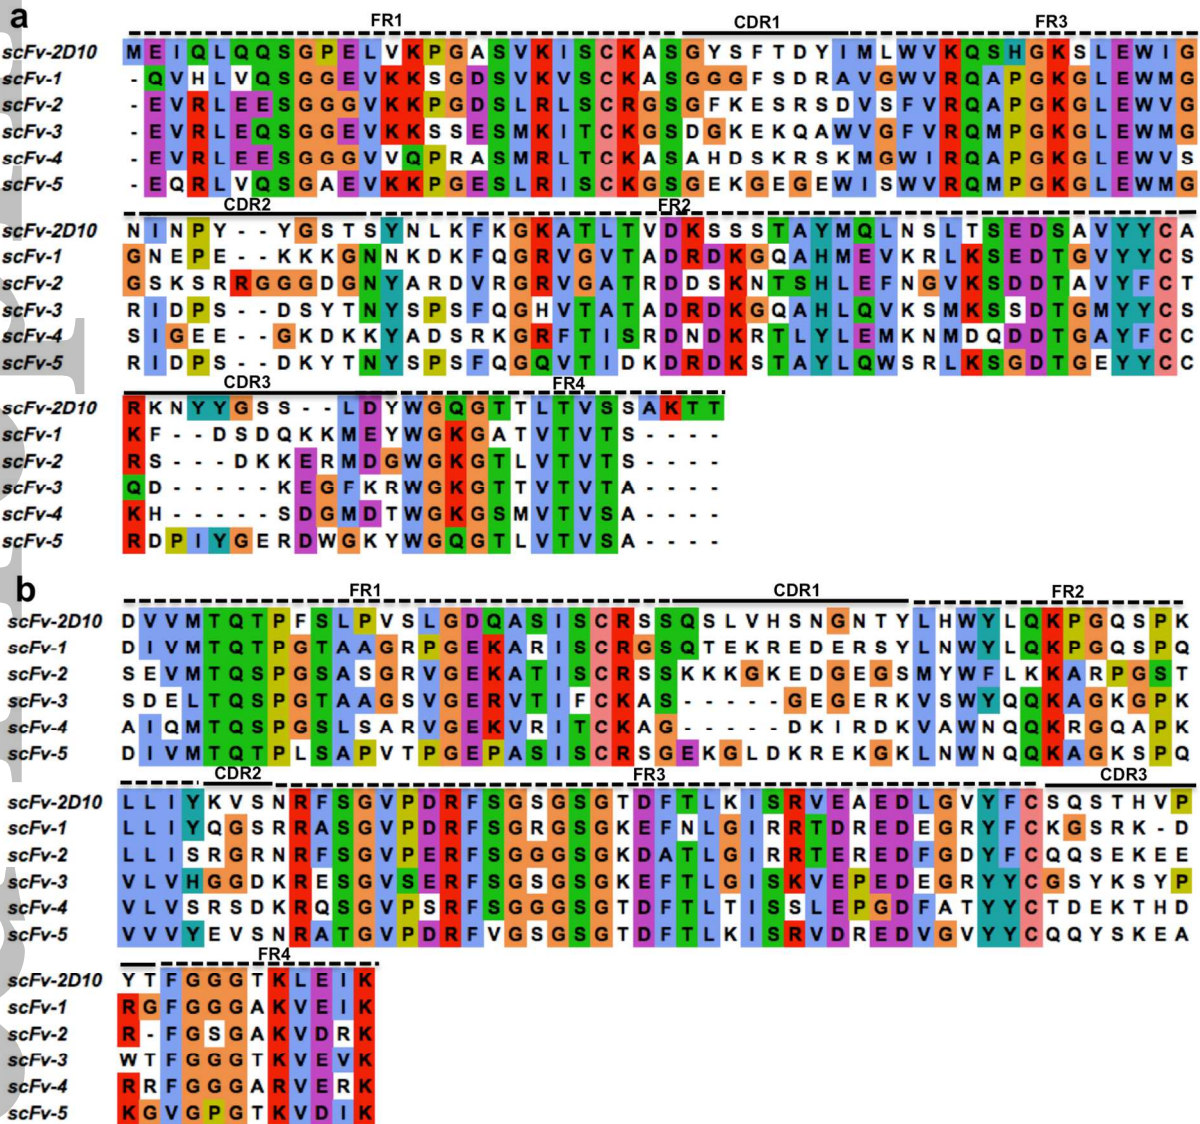 a
FR1 CDR1 FR3
scFv-2D10 M E I Q L Q Q S G P E L V K P G A S V K I S C K A S G Y S F T D Y I M L W V K Q S H G K S L E W I G
scFv-1 - Q V H L V Q S G G E V K K S G D S V K V S C K A S G G G F S D R A V G W V R Q A P G K G L E W M G
scFv-2 - E V R L E E S G G G V K K P G D S L R L S C R G S G F K E S R S D V S F V R Q A P G K G L E W V G
scFv-3 - E V R L E Q S G G E V K K S S E S M K I T C K G S D G K E K Q A W V G F V R Q M P G K G L E W M G
scFv-4 - E V R L E E S G G G V V Q P R A S M R L T C K A S A H D S K R S K M G W I R Q A P G K G L E W V S
scFv-5 - E Q R L V Q S G A E V K K P G E S L R I S C K G S G E K G E G E W I S W V R Q M P G K G L E W M G
CDR2 FR2
scFv-2D10 N I N P Y - - Y G S T S Y N L K F K G K A T L T V D K S S S T A Y M Q L N S L T S E D S A V Y Y C A
scFv-1 G N E P E - - K K K G N N K D K F Q G R V G V T A D R D K G Q A H M E V K R L K S E D T G V Y Y C S
scFv-2 G S K S R R G G G D G N Y A R D V R G R V G A T R D D S K N T S H L E F N G V K S D D T A V Y F C T
scFv-3 R I D P S - - D S Y T N Y S P S F Q G H V T A T A D R D K G Q A H L Q V K S M K S S D T G M Y Y C S
scFv-4 S I G E E - - G K D K K Y A D S R K G R F T I S R D N D K R T L Y L E M K N M D Q D D T G A Y F C C
scFv-5 R I D P S - - D K Y T N Y S P S F Q G Q V T I D K D R D K S T A Y L Q W S R L K S G D T G E Y Y C C
CDR3 FR4
scFv-2D10 R K N Y Y G S S - - L D Y W G Q G T T L T V S S A K T T
scFv-1 K F - - D S D Q K K M E Y W G K G A T V T V T S - - - -
scFv-2 R S - - - D K K E R M D G W G K G T L V T V T S - - - -
scFv-3 Q D - - - - - K E G F K R W G K G T T V T V T A - - - -
scFv-4 K H - - - - - S D G M D T W G K G S M V T V S A - - - -
scFv-5 R D P I Y G E R D W G K Y W G Q G T L V T V S A - - - -
b
FR1 CDR1 FR2
scFv-2D10 D V V M T Q T P F S L P V S L G D Q A S I S C R S S Q S L V H S N G N T Y L H W Y L Q K P G Q S P K
scFv-1 D I V M T Q T P G T A A G R P G E K A R I S C R G S Q T E K R E D E R S Y L N W Y L Q K P G Q S P Q
scFv-2 S E V M T Q S P G S A S G R V G E K A T I S C R S S K K K G K E D G E G S M Y W F L K K A R P G S T
scFv-3 S D E L T Q S P G T A A G S V G E R V T I F C K A S - - - - - G E G E R K V S W Y Q Q K A G K G P K
scFv-4 A I Q M T Q S P G S L S A R V G E K V R I T C K A G - - - - - D K I R D K V A W N Q Q K R G Q A P K
scFv-5 D I V M T Q T P L S A P V T P G E P A S I S C R S G E K G L D K R E K G K L N W N Q Q K A G K S P Q
CDR2 FR3 CDR3
scFv-2D10 L L I Y K V S N R F S G V P D R F S G S G S G T D F T L K I S R V E A E D L G V Y F C S Q S T H V P
scFv-1 L L I Y Q G S R R A S G V P D R F S G R G S G K E F N L G I R R T D R E D E G R Y F C K G S R K - D
scFv-2 L L I S R G R N R F S G V P E R F S G G G S G K D A T L G I R R T E R E D F G D Y F C Q Q S E K E E
scFv-3 V L V H G G D K R E S G V S E R F S G S G S G K E F T L G I S K V E P E D E G R Y Y C G S Y K S Y P
scFv-4 V L V S R S D K R Q S G V P S R F S G G G S G T D F T L T I S S L E P G D F A T Y Y C T D E K T H D
scFv-5 V V V Y E V S N R A T G V P D R F V G S G S G T D F T L K I S R V D R E D V G V Y Y C Q Q Y S K E A
FR4
scFv-2D10 Y T F G G G T K L E I K
scFv-1 R G F G G G A K V E I K
scFv-2 R - F G S G A K V D R K
scFv-3 W T F G G G T K V E V K
scFv-4 R R F G G G A R V E R K
scFv-5 K G V G P G T K V D I K